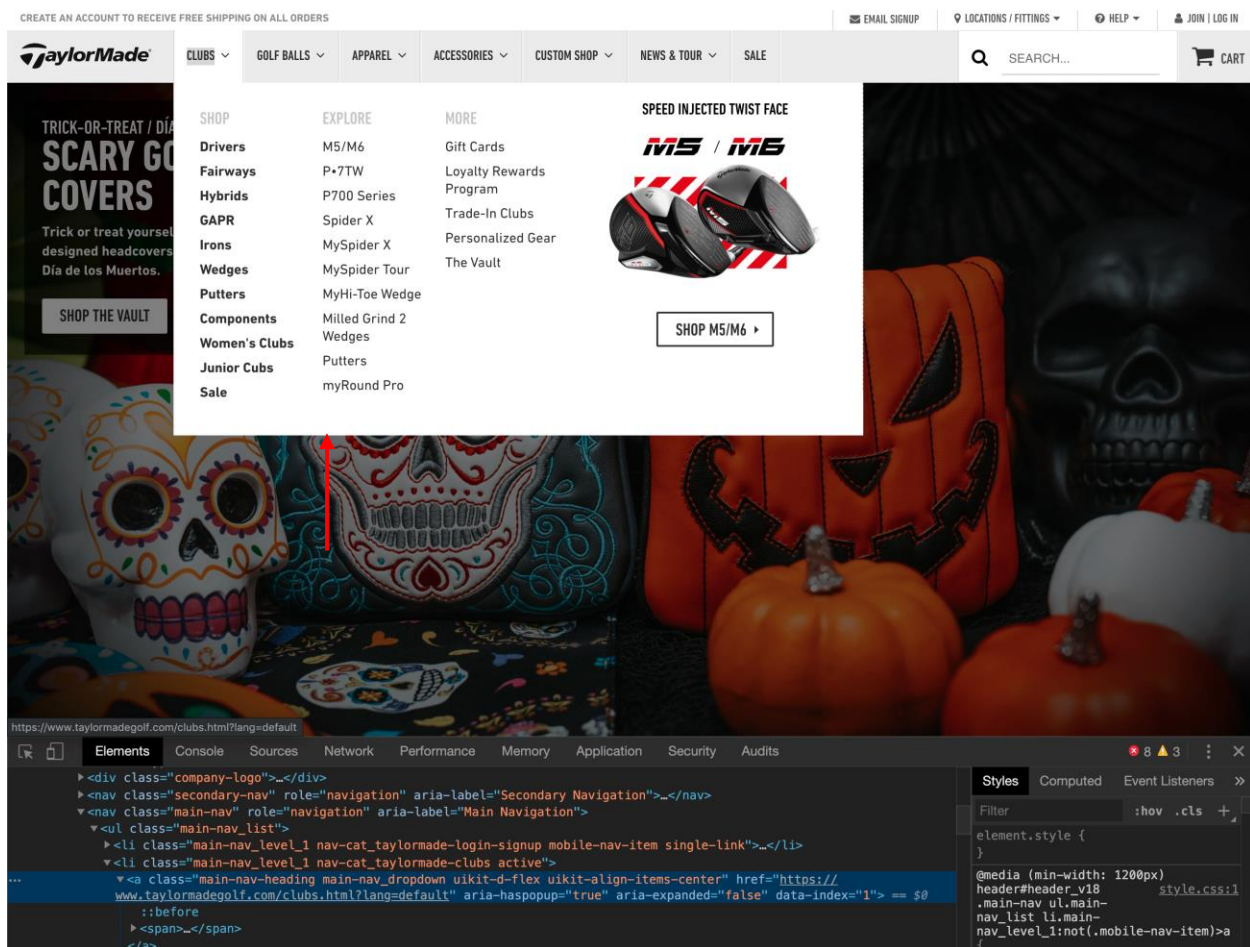 CREATE AN ACCOUNT TO RECEIVE FREE SHIPPING ON ALL ORDERS
EMAIL SIGNUP
LOCATIONS / FITTINGS
HELP
JOIN | LOG IN
TaylorMade
CLUBS
GOLF BALLS
APPAREL
ACCESSORIES
CUSTOM SHOP
NEWS & TOUR
SALE
SEARCH...
CART
TRICK-OR-TREAT / DÍA
SCARY GO
COVERS
Trick or treat yoursel
designed headcovers
Día de los Muertos.
SHOP THE VAULT
SHOP
Drivers
Fairways
Hybrids
GAPR
Irons
Wedges
Putters
Components
Women's Clubs
Junior Cubs
Sale
EXPLORE
M5/M6
P•7TW
P700 Series
Spider X
MySpider X
MySpider Tour
MyHi-Toe Wedge
Milled Grind 2
Wedges
Putters
myRound Pro
MORE
Gift Cards
Loyalty Rewards
Program
Trade-In Clubs
Personalized Gear
The Vault
SPEED INJECTED TWIST FACE
M5 / M6
SHOP M5/M6
https://www.taylormadegolf.com/clubs.html?lang=default
Elements Console Sources Network Performance Memory Application Security Audits
8 3
<div class="company-logo">…</div>
<nav class="secondary-nav" role="navigation" aria-label="Secondary Navigation">…</nav>
<nav class="main-nav" role="navigation" aria-label="Main Navigation">
<ul class="main-nav_list">
<li class="main-nav_level_1 nav-cat_taylormade-login-signup mobile-nav-item single-link">…</li>
<li class="main-nav_level_1 nav-cat_taylormade-clubs active">
<a class="main-nav-heading main-nav_dropdown uikit-d-flex uikit-align-items-center" href="https://
www.taylormadegolf.com/clubs.html?lang=default" aria-haspopup="true" aria-expanded="false" data-index="1"> == $0
::before
<span>…</span>
</a>
Styles Computed Event Listeners »
Filter :hov .cls +
element.style {
}
@media (min-width: 1200px)
header#header_v18 style.css:1
.main-nav ul.main-
nav_list li.main-
nav_level_1:not(.mobile-nav-item)>a
{